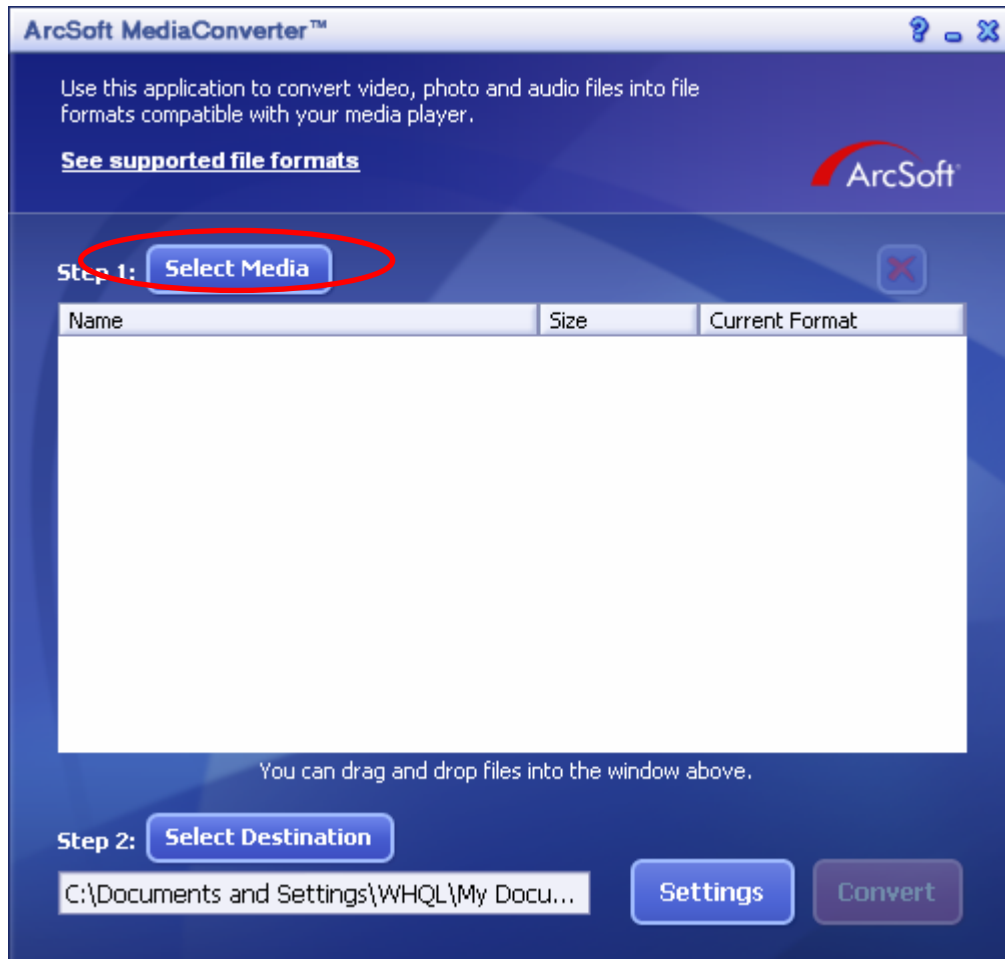 ArcSoft MediaConverter™
Use this application to convert video, photo and audio files into file
formats compatible with your media player.
See supported file formats
ArcSoft
Step 1: Select Media
Name Size Current Format
You can drag and drop files into the window above.
Step 2: Select Destination
C:\Documents and Settings\WHQL\My Docu...
Settings Convert